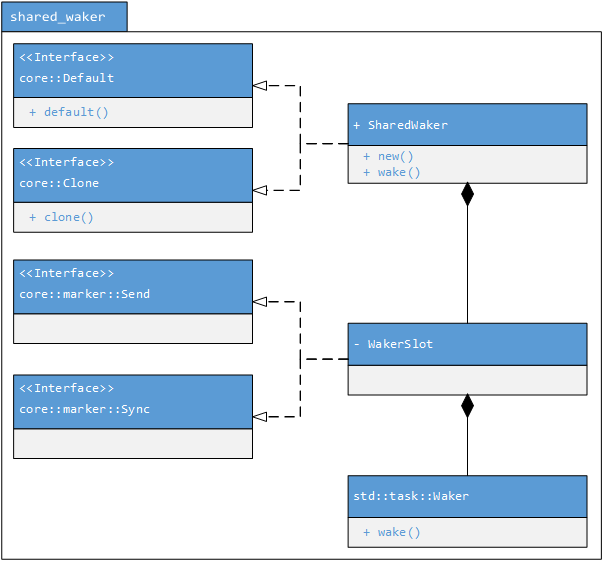 shared_waker
<<Interface>>
core::Default
+ default()
<<Interface>>
core::Clone
+ clone()
<<Interface>>
core::marker::Send
<<Interface>>
core::marker::Sync
+ SharedWaker
+ new()
+ wake()
- WakerSlot
std::task::Waker
+ wake()